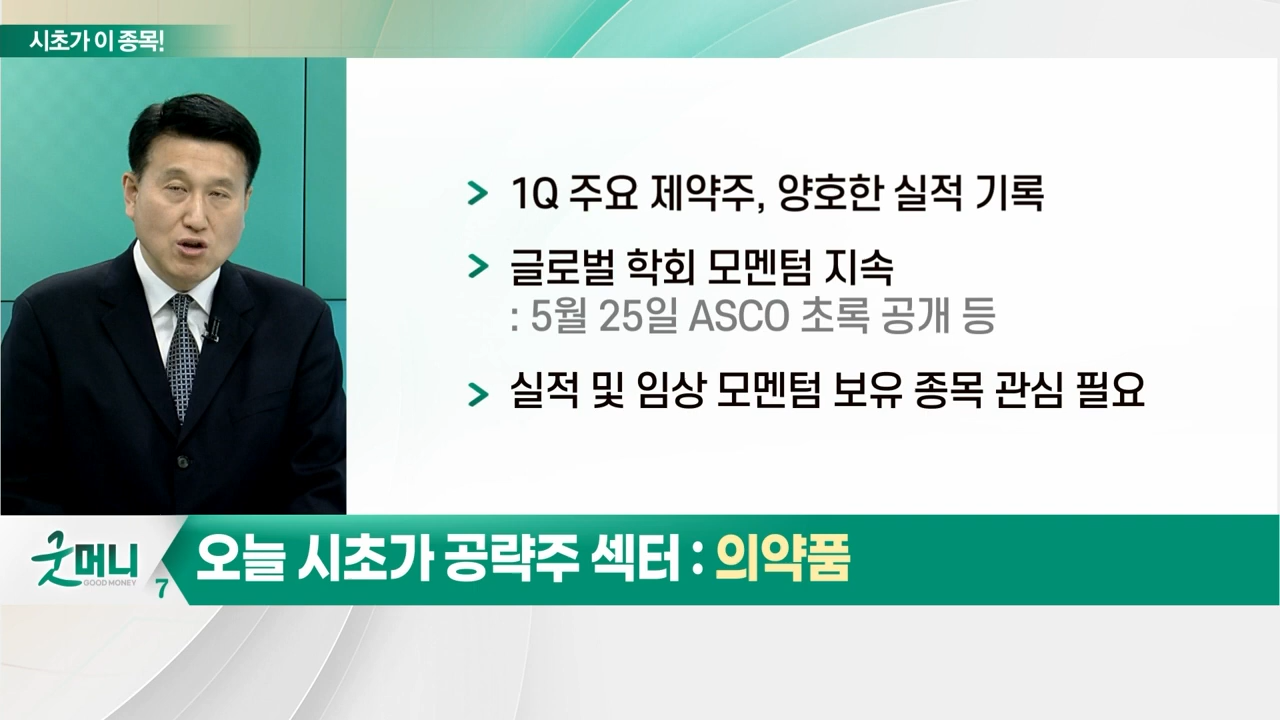 시초가 이 종목!
> 1Q 주요 제약주, 양호한 실적 기록
> 글로벌 학회 모멘텀 지속
: 5월 25일 ASCO 초록 공개 등
> 실적 및 임상 모멘텀 보유 종목 관심 필요
굿머니
GOOD MONEY
7
오늘 시초가 공략주 섹터 : 의약품